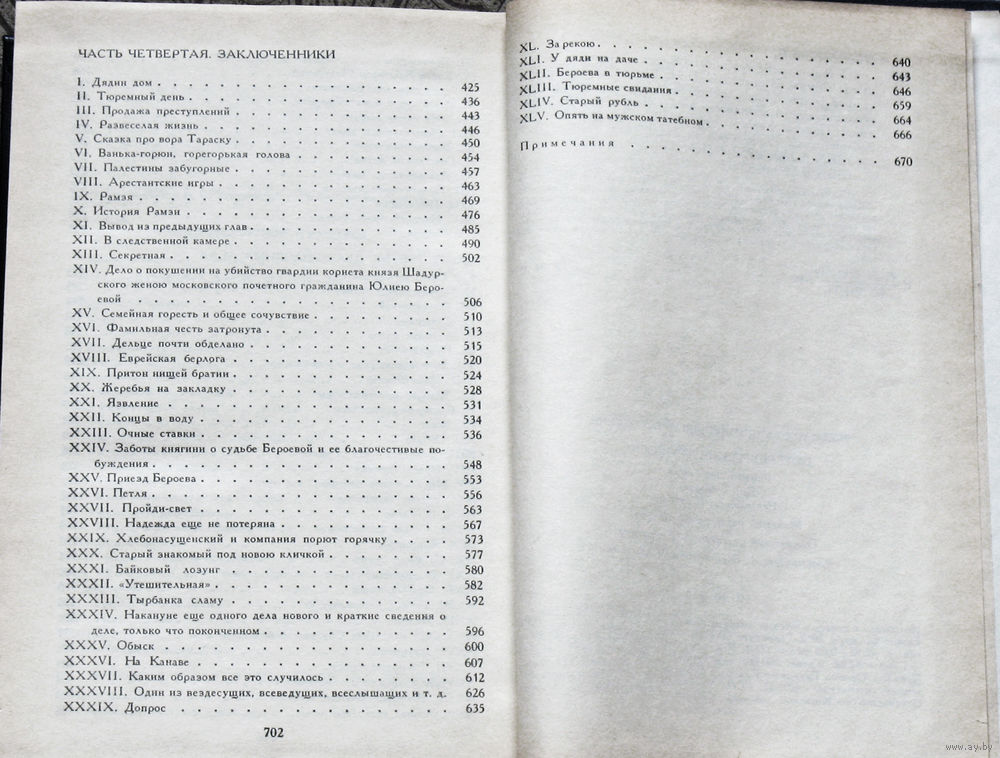 ЧАСТЬ ЧЕТВЕРТАЯ. ЗАКЛЮЧЕННИКИ
I. Дядин дом . . . . . . . . . . . . . . . . . 425
II. Тюремный день . . . . . . . . . . . . . . . 436
III. Продажа преступлений . . . . . . . . . . . . 443
IV. Развеселая жизнь . . . . . . . . . . . . . . 446
V. Сказка про вора Тараску . . . . . . . . . . . 450
VI. Ванька-горюн, горегорькая голова . . . . . . . . 454
VII. Палестины забугорные . . . . . . . . . . . . 457
VIII. Арестантские игры . . . . . . . . . . . . . 463
IX. Рамзя . . . . . . . . . . . . . . . . . . 469
X. История Рамзи . . . . . . . . . . . . . . . 476
XI. Вывод из предыдущих глав . . . . . . . . . . . 485
XII. В следственной камере . . . . . . . . . . . . 490
XIII. Секретная . . . . . . . . . . . . . . . . 502
XIV. Дело о покушении на убийство гвардии корнета князя Шадур-
ского женою московского почетного гражданина Юлиею Беро-
евой . . . . . . . . . . . . . . . . . . 506
XV. Семейная горесть и общее сочувствие . . . . . . . 510
XVI. Фамильная честь затронута . . . . . . . . . . 513
XVII. Дельце почти обделано . . . . . . . . . . . 515
XVIII. Еврейская берлога . . . . . . . . . . . . 520
XIX. Притон нищей братии . . . . . . . . . . . . 524
XX. Жеребья на закладку . . . . . . . . . . . . 528
XXI. Язвление . . . . . . . . . . . . . . . . 531
XXII. Концы в воду . . . . . . . . . . . . . . 534
XXIII. Очные ставки . . . . . . . . . . . . . . 536
XXIV. Заботы княгини о судьбе Бероевой и ее благочестивые по-
буждения . . . . . . . . . . . . . . . . 548
XXV. Приезд Бероева . . . . . . . . . . . . . . 553
XXVI. Петля . . . . . . . . . . . . . . . . . 556
XXVII. Пройди-свет . . . . . . . . . . . . . . 563
XXVIII. Надежда еще не потеряна . . . . . . . . . 567
XXIX. Хлебонасущенский и компания порют горячку . . . . 573
XXX. Старый знакомый под новою кличкой . . . . . . . 577
XXXI. Байковый лозунг . . . . . . . . . . . . . 580
XXXII. «Утешительная» . . . . . . . . . . . . . 582
XXXIII. Тырбанка сламу . . . . . . . . . . . . . 592
XXXIV. Накануне еще одного дела нового и краткие сведения о
деле, только что поконченном . . . . . . . . . . 596
XXXV. Обыск . . . . . . . . . . . . . . . . . 600
XXXVI. На Канаве . . . . . . . . . . . . . . . 607
XXXVII. Каким образом все это случилось . . . . . . . 612
XXXVIII. Один из вездесущих, всеведущих, всеслышащих и т. д. 626
XXXIX. Допрос . . . . . . . . . . . . . . . . 635
702
XL. За рекою . . . . . . . . . . . . . . . . 640
XLI. У дяди на даче . . . . . . . . . . . . . . 643
XLII. Бероева в тюрьме . . . . . . . . . . . . . 646
XLIII. Тюремные свидания . . . . . . . . . . . . 659
XLIV. Старый рубль . . . . . . . . . . . . . . 664
XLV. Опять на мужском татебном . . . . . . . . . . 666
Примечания . . . . . . . . . . . . . . . . 670
www.ay.by